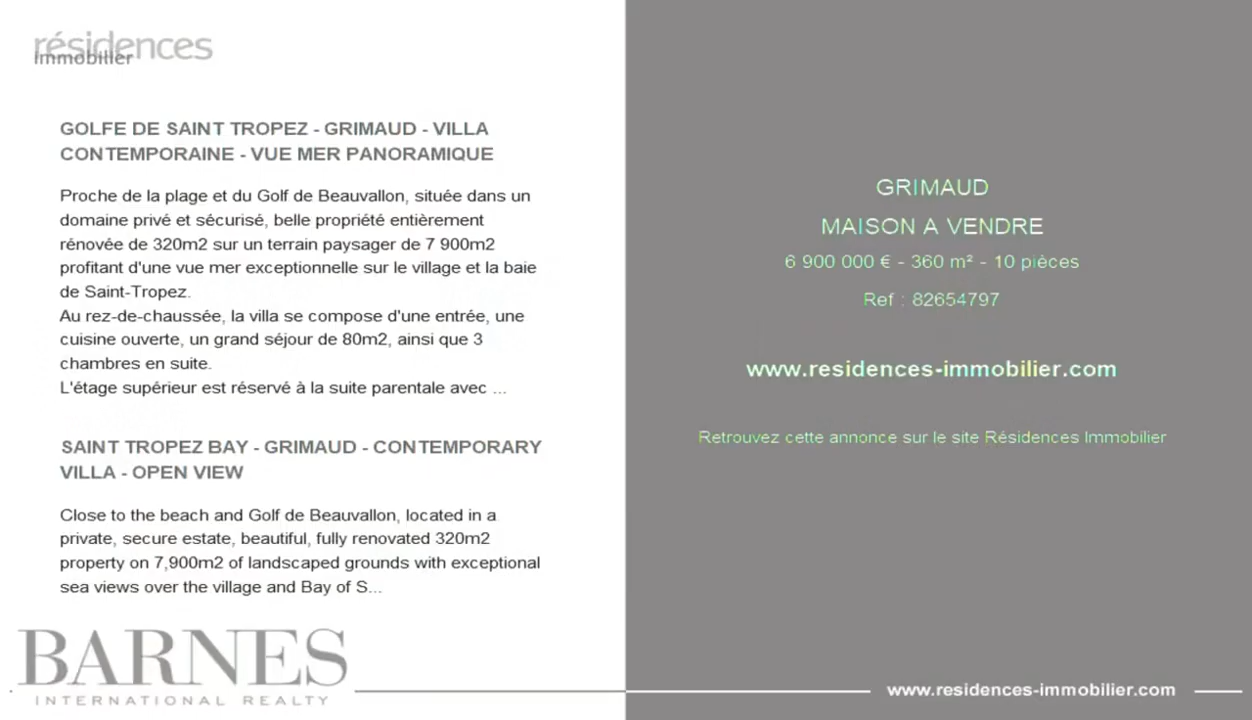 résidences
immobilier
GOLFE DE SAINT TROPEZ - GRIMAUD - VILLA
CONTEMPORAINE - VUE MER PANORAMIQUE
Proche de la plage et du Golf de Beauvallon, située dans un
domaine privé et sécurisé, belle propriété entièrement
rénovée de 320m2 sur un terrain paysager de 7 900m2
profitant d'une vue mer exceptionnelle sur le village et la baie
de Saint-Tropez.
Au rez-de-chaussée, la villa se compose d'une entrée, une
cuisine ouverte, un grand séjour de 80m2, ainsi que 3
chambres en suite.
L'étage supérieur est réservé à la suite parentale avec ...
SAINT TROPEZ BAY - GRIMAUD - CONTEMPORARY
VILLA - OPEN VIEW
Close to the beach and Golf de Beauvallon, located in a
private, secure estate, beautiful, fully renovated 320m2
property on 7,900m2 of landscaped grounds with exceptional
sea views over the village and Bay of S...
BARNES
INTERNATIONAL REALTY
GRIMAUD
MAISON A VENDRE
6 900 000 € - 360 m² - 10 pièces
Ref : 82654797
www.residences-immobilier.com
Retrouvez cette annonce sur le site Résidences Immobilier
www.residences-immobilier.com